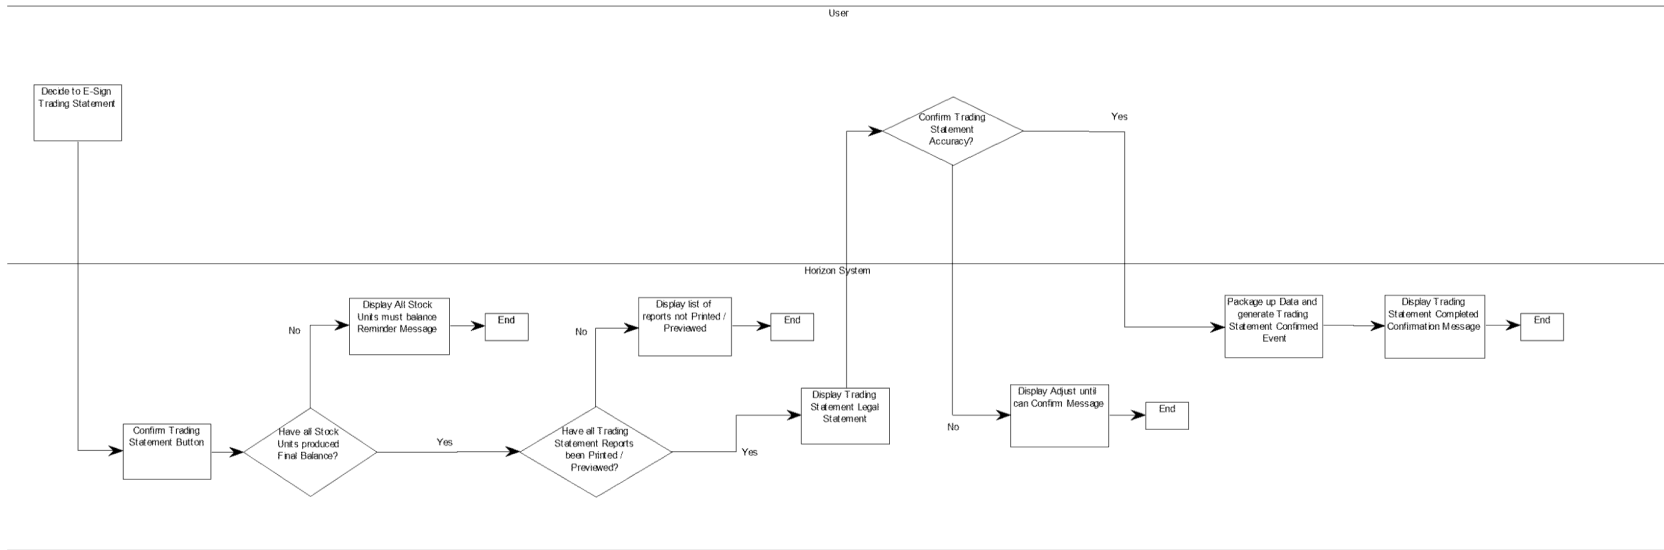 User
Decide to E-Sign
Trading Statement
Confirm Trading
Statement
Accuracy?
Yes
Horizon System
Display All Stock
Units must balance
Reminder Message
End
No
Display list of
reports not Printed /
Previewed
End
No
Package up Data and
generate Trading
Statement Confirmed
Event
Display Trading
Statement Completed
Confirmation Message
End
Display Trading
Statement Legal
Statement
Display Adjust until
can Confirm Message
End
No
Confirm Trading
Statement Button
Have all Stock
Units produced
Final Balance?
Yes
Have all Trading
Statement Reports
been Printed /
Previewed?
Yes